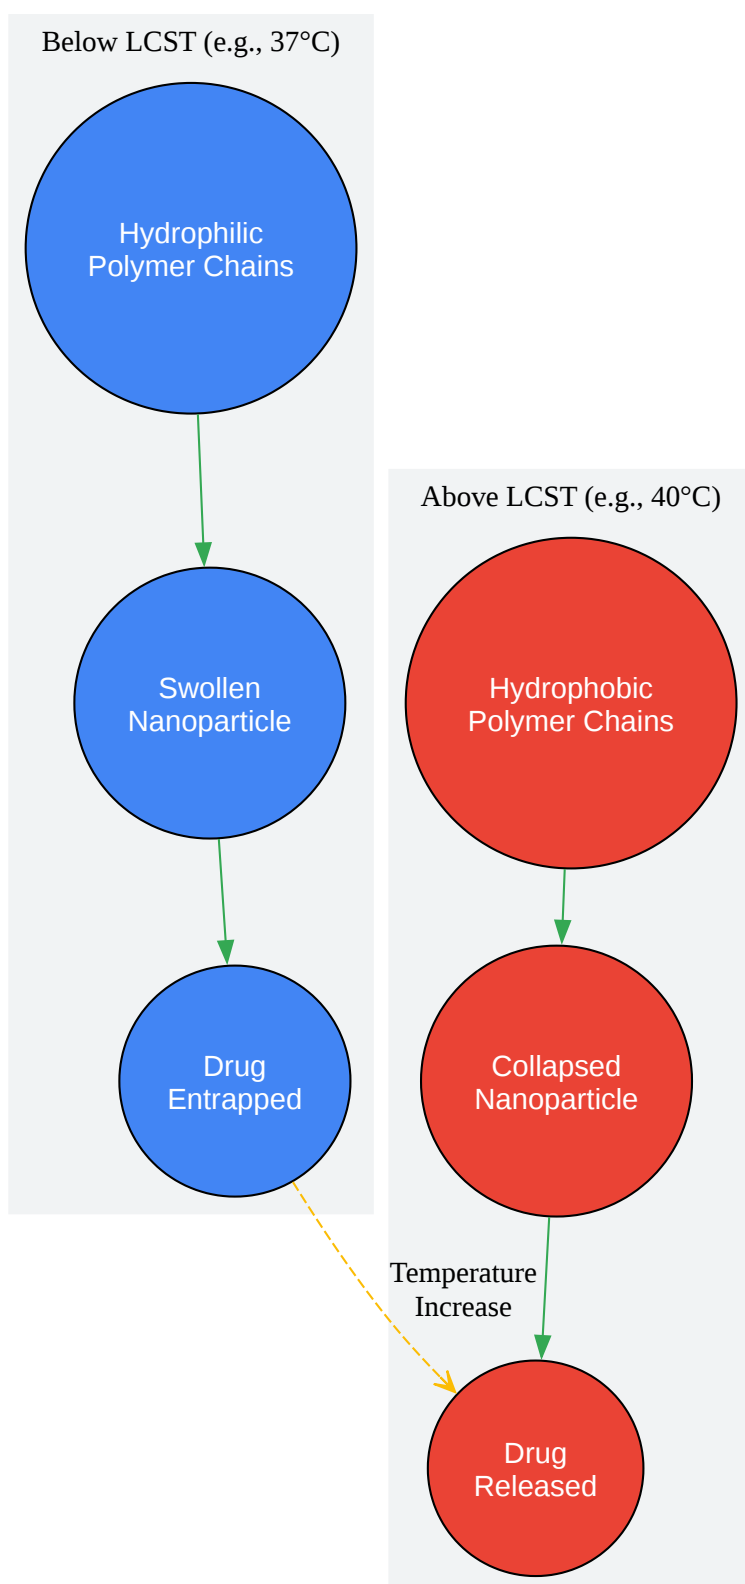 Below LCST (e.g., 37°C)
Hydrophilic
Polymer Chains
Swollen
Nanoparticle
Drug
Entrapped
Above LCST (e.g., 40°C)
Hydrophobic
Polymer Chains
Collapsed
Nanoparticle
Temperature
Increase
Drug
Released